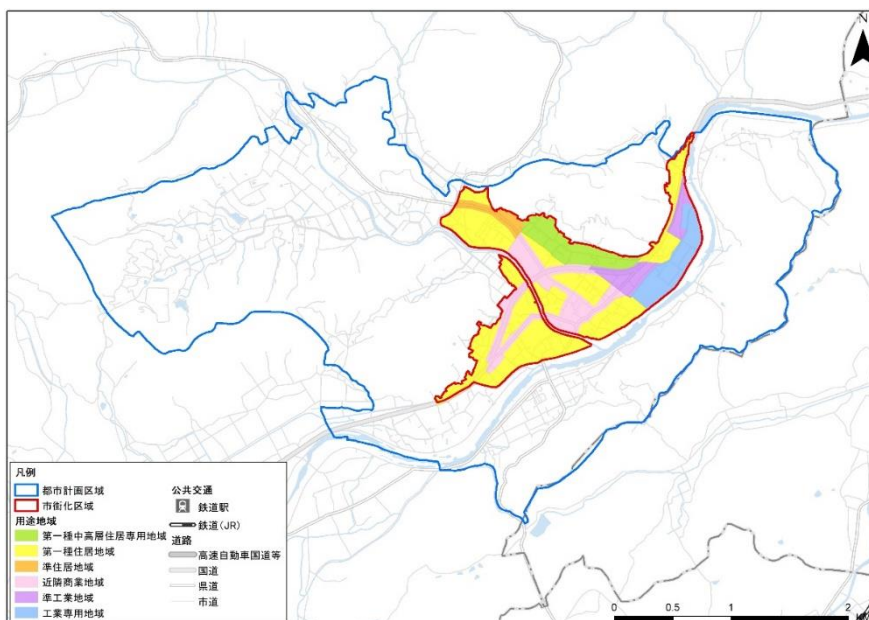 N
凡例
都市計画区域
市街化区域
用途地域
第一種中高層住居専用地域
第一種住居地域
準住居地域
近隣商業地域
準工業地域
工業専用地域
公共交通
鉄道駅
鉄道(JR)
道路
高速自動車国道等
国道
県道
市道
0 0.5 1 2